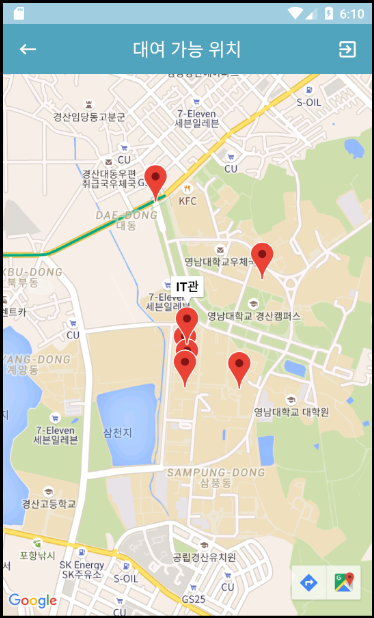 6:10
대여 가능 위치
S-OIL
7-Eleven
세븐일레븐
경산임당동고분군
CU
경산대동우편
취급국우체국
CU
KFC
DAE-DONG
대동
영남대학교우체국
KBU-DONG
북부동
IT관
7-Eleven
세븐일레븐
영남대학교 경산캠퍼스
CU
YANG-DONG
계양동
7-Eleven
세븐일레븐
삼천지
영남대학교 대학원
SAMPUNG-DONG
삼풍동
경산고등학교
포항낚시
공립경산유치원
SK Energy
SK주유소
S-OIL
CU
CU
GS25
Google